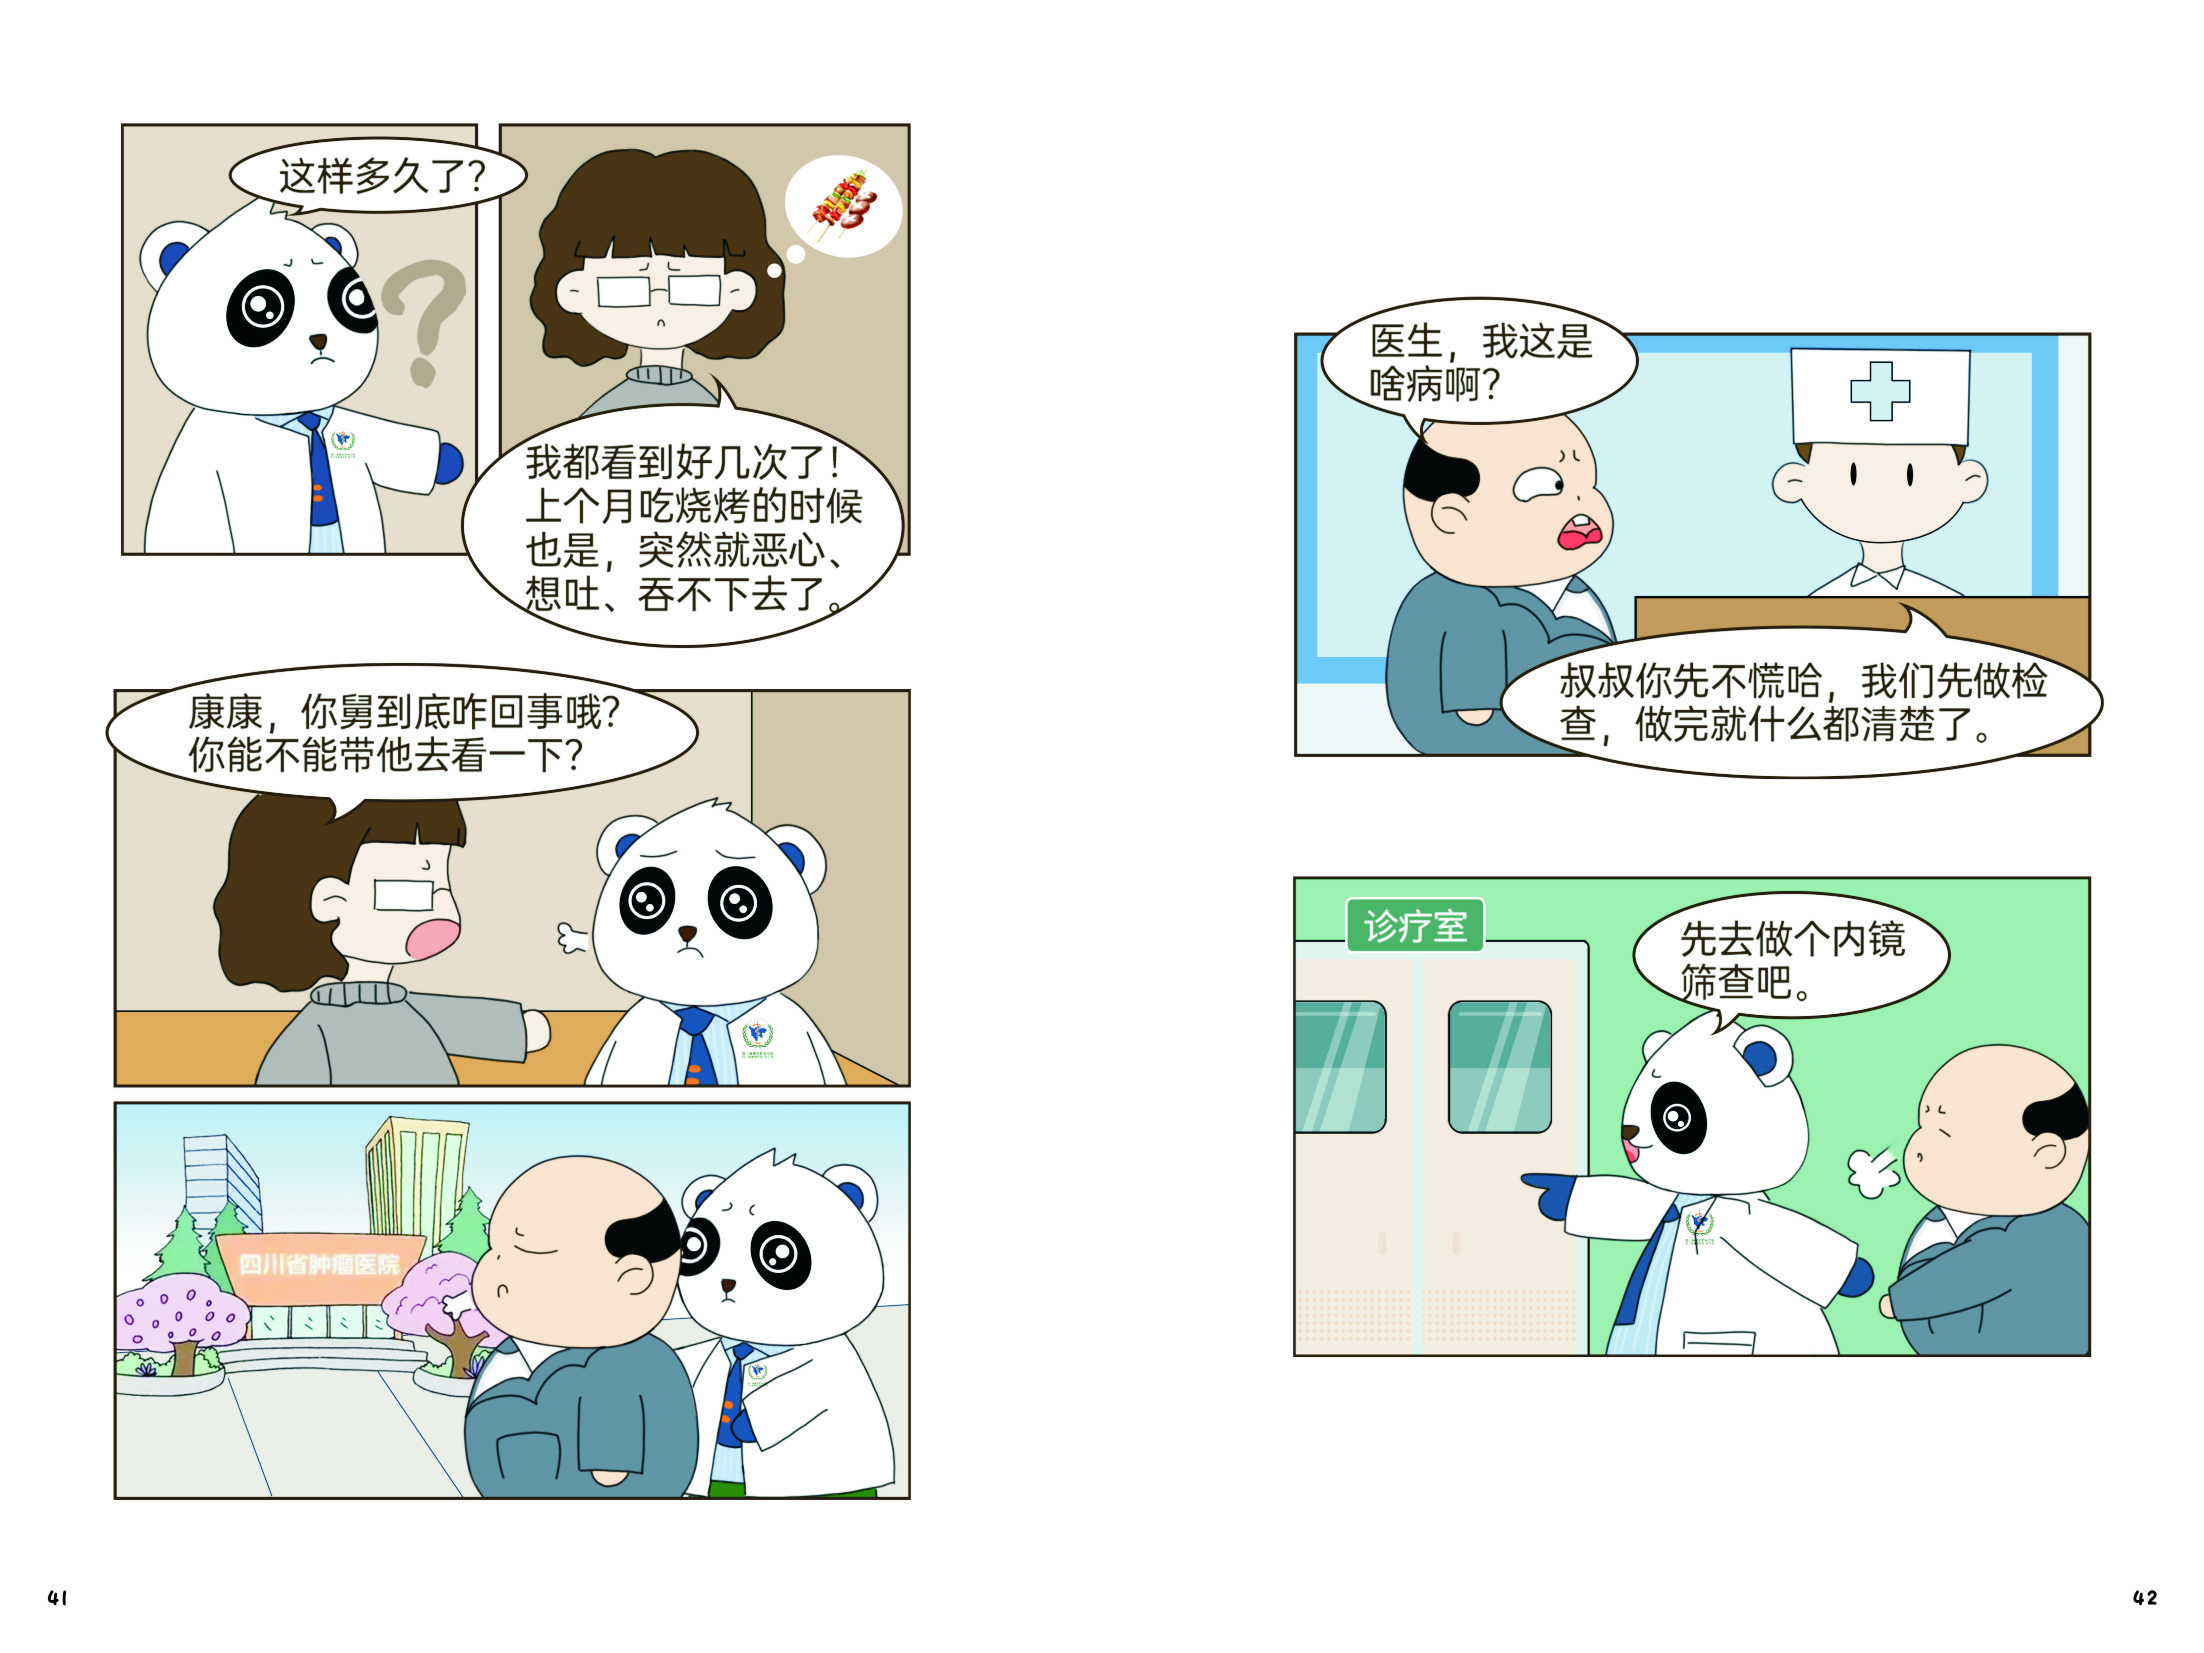 这样多久了?
我都看到好几次了!
上个月吃烧烤的时候
也是，突然就恶心、
想吐、吞不下去了。
康康，你舅到底咋回事哦?
你能不能带他去看一下?
四川省肿瘤医院
41
医生，我这是
啥病啊?
叔叔你先不慌哈，我们先做检
查，做完就什么都清楚了。
诊疗室
先去做个内镜
筛查吧。
42